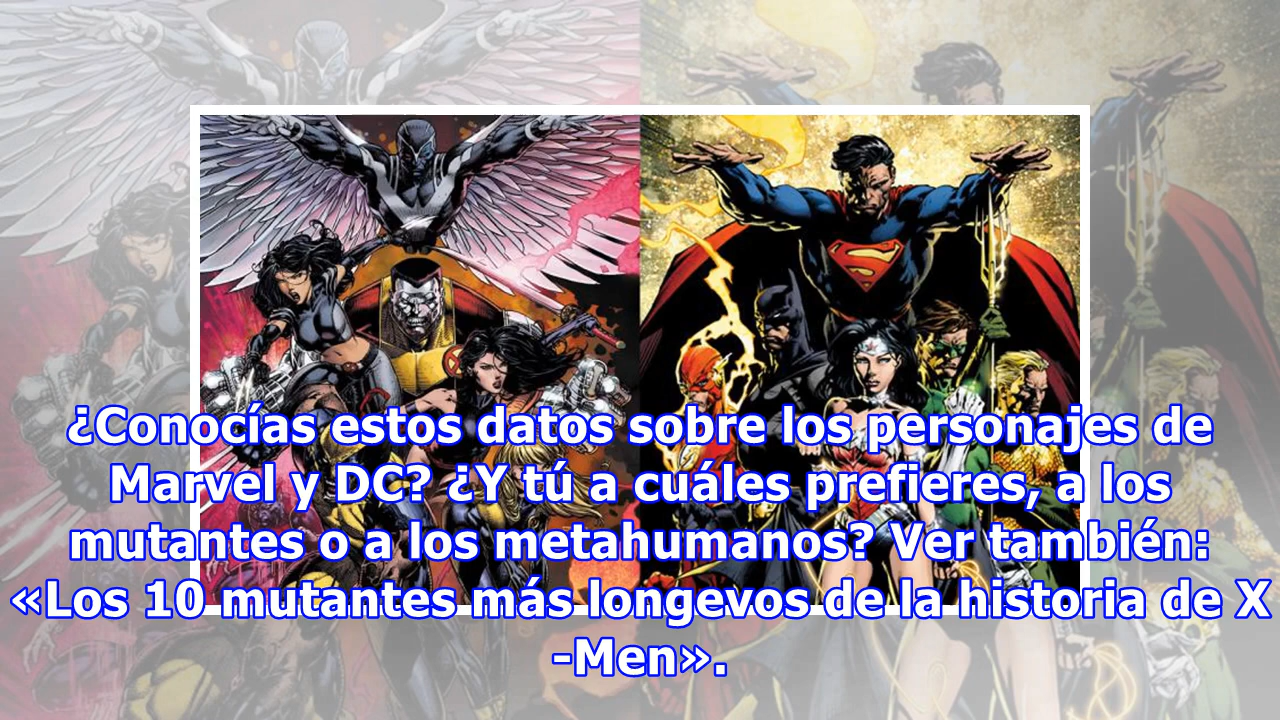 ¿Conocías estos datos sobre los personajes de
Marvel y DC? ¿Y tú a cuáles prefieres, a los
mutantes o a los metahumanos? Ver también:
«Los 10 mutantes más longevos de la historia de X
-Men».